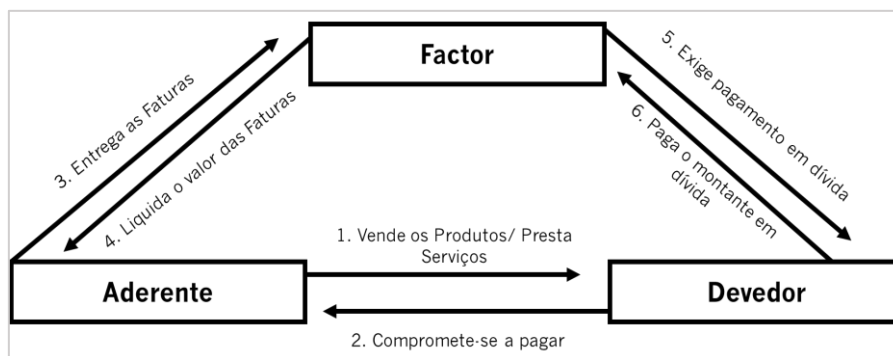 Factor
3. Entrega as Faturas
4. Liquida o valor das Faturas
5. Exige pagamento em dívida
6. Paga o montante em
dívida
1. Vende os Produtos/ Presta
Serviços
Aderente
Devedor
2. Compromete-se a pagar